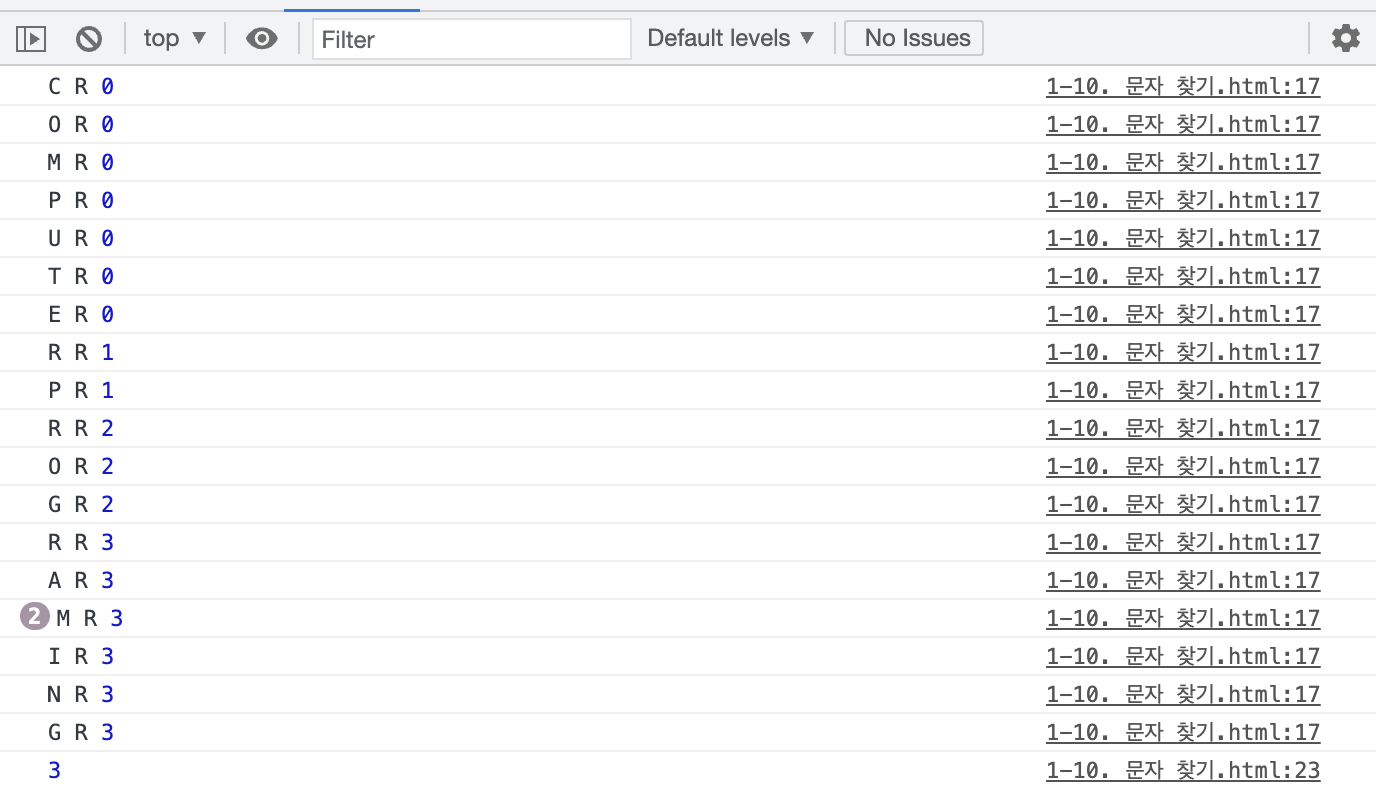 top ▼ Filter Default levels ▼ No Issues
C R 0 1-10. 문자 찾기.html:17
O R 0 1-10. 문자 찾기.html:17
M R 0 1-10. 문자 찾기.html:17
P R 0 1-10. 문자 찾기.html:17
U R 0 1-10. 문자 찾기.html:17
T R 0 1-10. 문자 찾기.html:17
E R 0 1-10. 문자 찾기.html:17
R R 1 1-10. 문자 찾기.html:17
P R 1 1-10. 문자 찾기.html:17
R R 2 1-10. 문자 찾기.html:17
O R 2 1-10. 문자 찾기.html:17
G R 2 1-10. 문자 찾기.html:17
R R 3 1-10. 문자 찾기.html:17
A R 3 1-10. 문자 찾기.html:17
2 M R 3 1-10. 문자 찾기.html:17
I R 3 1-10. 문자 찾기.html:17
N R 3 1-10. 문자 찾기.html:17
G R 3 1-10. 문자 찾기.html:17
3 1-10. 문자 찾기.html:23